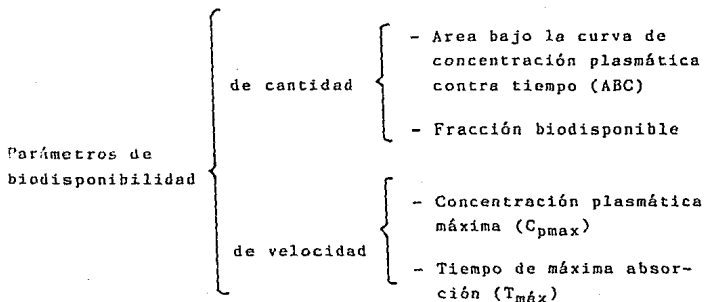 Parámetros de
biodisponibilidad
de cantidad
- Area bajo la curva de
concentración plasmática
contra tiempo (ABC)
- Fracción biodisponible
de velocidad
- Concentración plasmática
máxima (Cpmax)
- Tiempo de máxima absor-
ción (Tmáx)